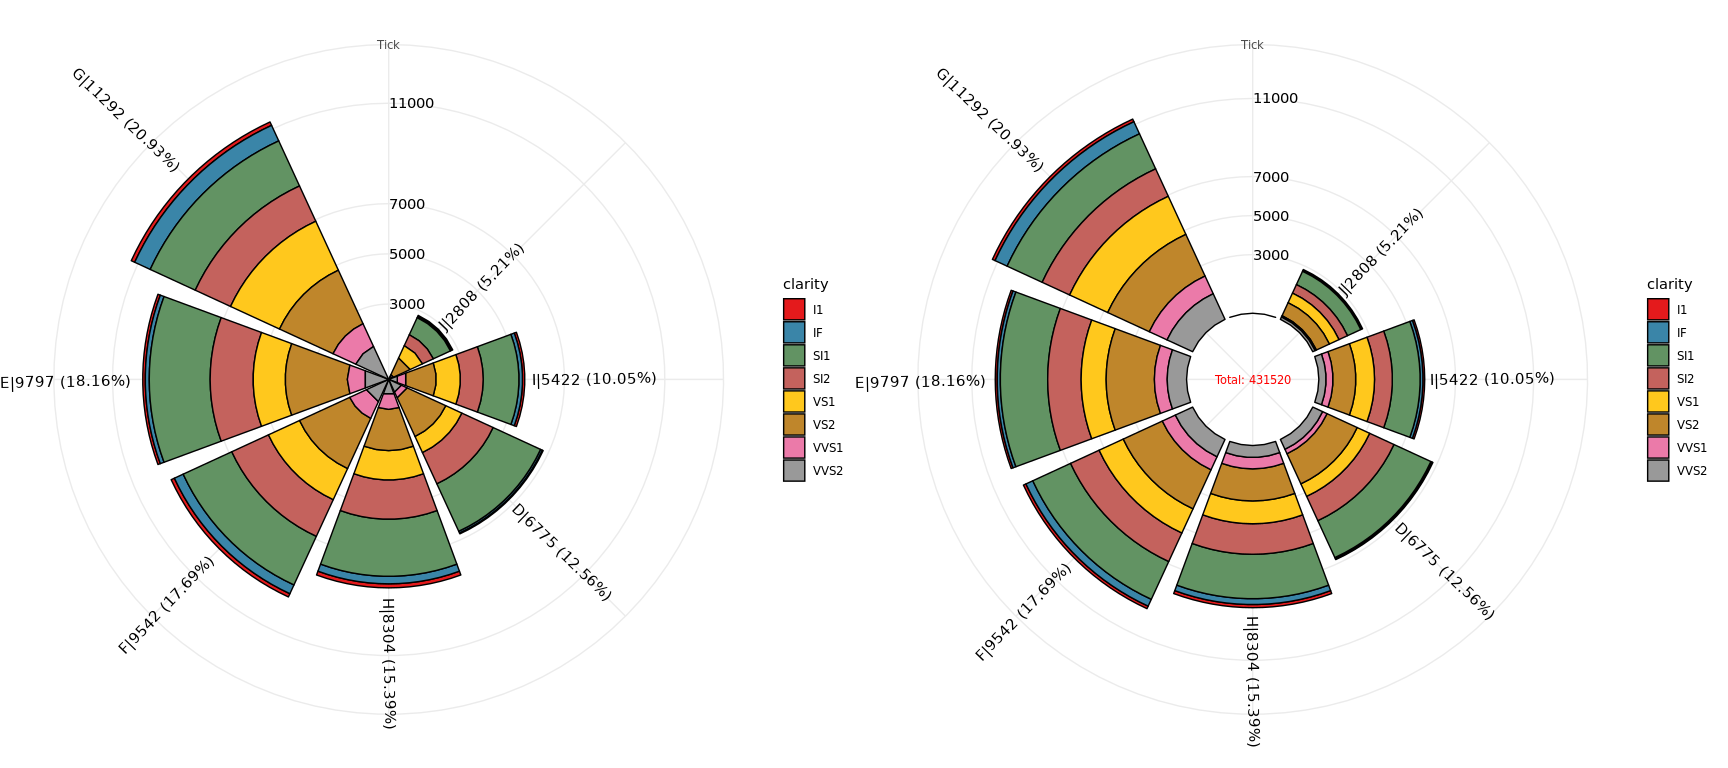 Tick
11000
7000
5000
3000
G|11292 (20.93%)
J|2808 (5.21%)
E|9797 (18.16%)
I|5422 (10.05%)
F|9542 (17.69%)
D|6775 (12.56%)
H|8304 (15.39%)
clarity
I1
IF
SI1
SI2
VS1
VS2
VVS1
VVS2
Tick
11000
7000
5000
3000
G|11292 (20.93%)
J|2808 (5.21%)
E|9797 (18.16%)
Total: 431520
I|5422 (10.05%)
F|9542 (17.69%)
D|6775 (12.56%)
H|8304 (15.39%)
clarity
I1
IF
SI1
SI2
VS1
VS2
VVS1
VVS2